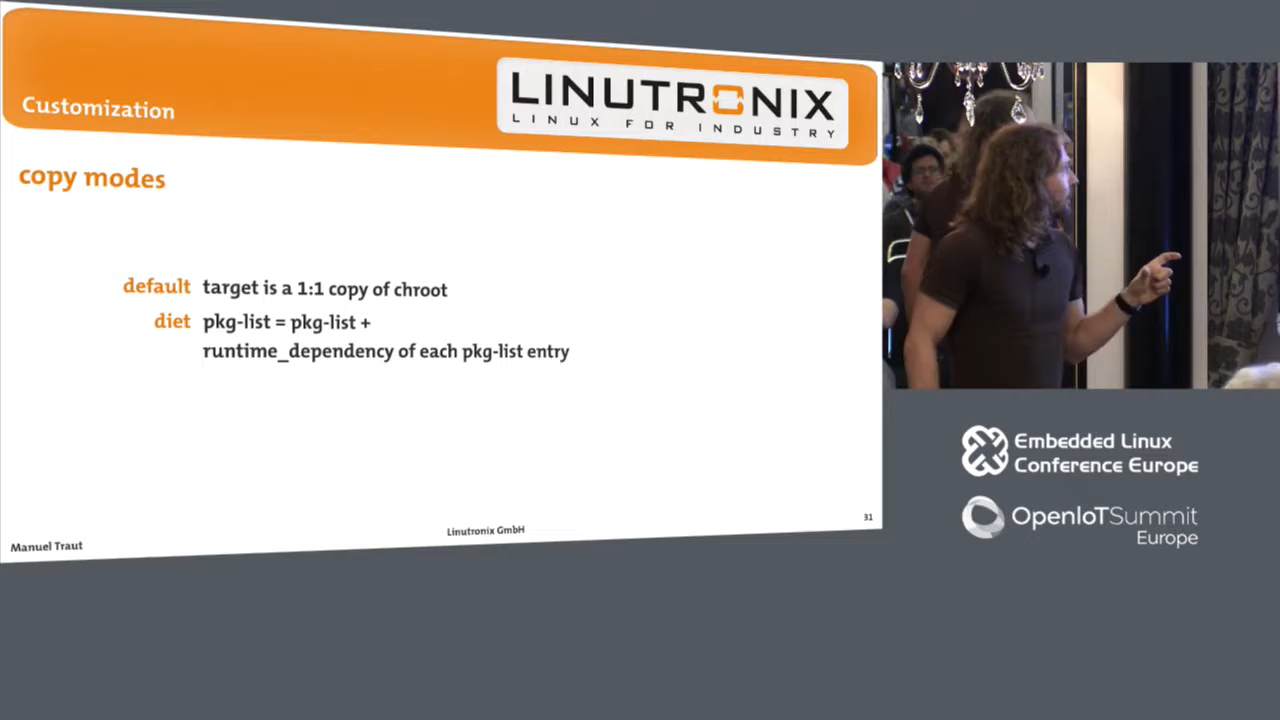 Customization
LINUTRONIX
LINUX FOR INDUSTRY
copy modes
default target is a 1:1 copy of chroot
diet pkg-list = pkg-list +
runtime_dependency of each pkg-list entry
Manuel Traut
Linutronix GmbH
31
Embedded Linux
Conference Europe
OpenIoTSummit
Europe